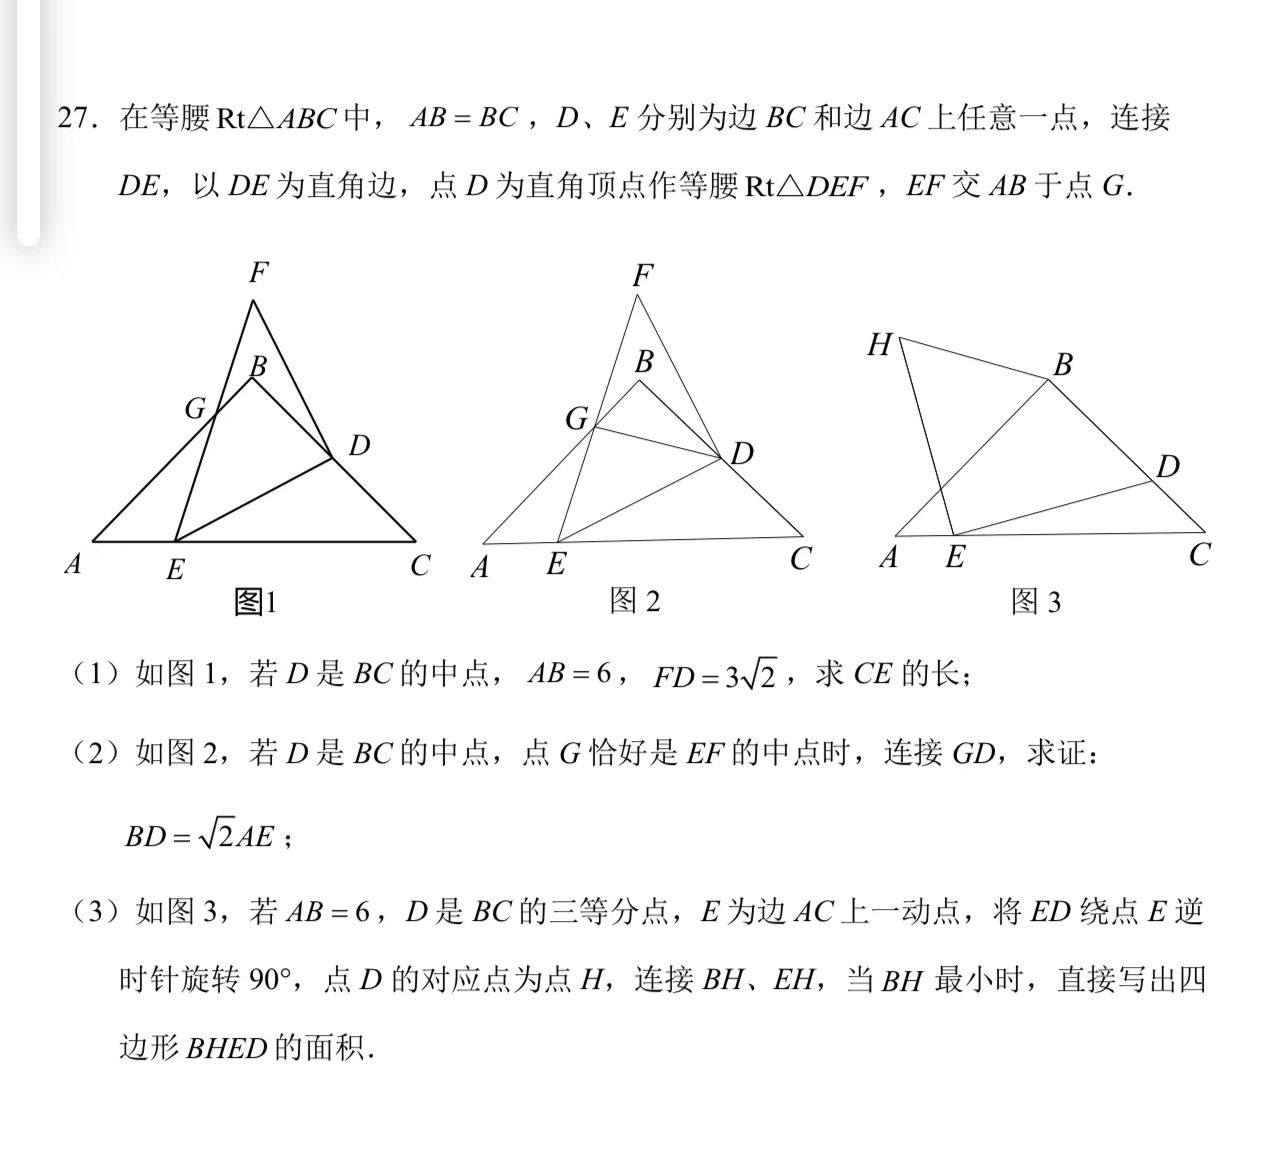 27．在等腰Rt△ABC中，AB = BC，D、E 分别为边 BC 和边 AC 上任意一点，连接
DE，以 DE 为直角边，点 D 为直角顶点作等腰Rt△DEF，EF 交 AB 于点 G．
F
B
G
D
A
E
C
图1
F
B
G
D
A
E
C
图 2
H
B
D
A
E
C
图 3
（1）如图 1，若 D 是 BC 的中点，AB = 6，FD = 3√2，求 CE 的长；
（2）如图 2，若 D 是 BC 的中点，点 G 恰好是 EF 的中点时，连接 GD，求证：
BD = √2AE；
（3）如图 3，若 AB = 6，D 是 BC 的三等分点，E 为边 AC 上一动点，将 ED 绕点 E 逆
时针旋转 90°，点 D 的对应点为点 H，连接 BH、EH，当 BH 最小时，直接写出四
边形 BHED 的面积．